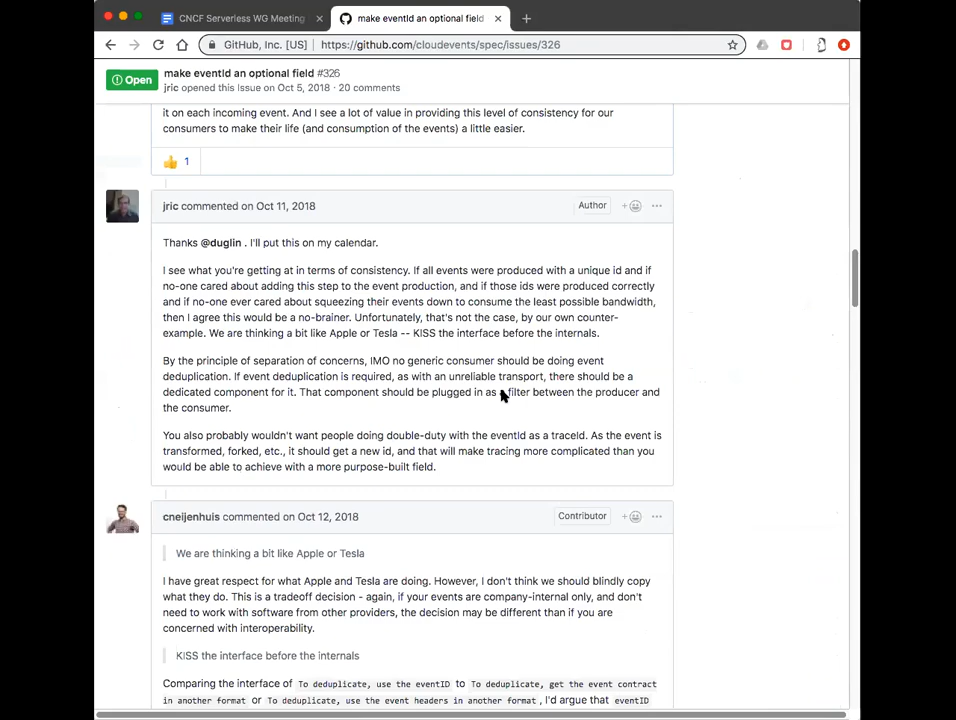 CNCF Serverless WG Meeting
make eventId an optional field
GitHub, Inc. [US]
https://github.com/cloudevents/spec/issues/326
Open
make eventId an optional field #326
jric opened this Issue on Oct 5, 2018 · 20 comments
it on each incoming event. And I see a lot of value in providing this level of consistency for our
consumers to make their life (and consumption of the events) a little easier.
1
jric commented on Oct 11, 2018
Author
Thanks @duglin . I'll put this on my calendar.
I see what you're getting at in terms of consistency. If all events were produced with a unique id and if
no-one cared about adding this step to the event production, and if those ids were produced correctly
and if no-one ever cared about squeezing their events down to consume the least possible bandwidth,
then I agree this would be a no-brainer. Unfortunately, that's not the case, by our own counter-
example. We are thinking a bit like Apple or Tesla -- KISS the interface before the internals.
By the principle of separation of concerns, IMO no generic consumer should be doing event
deduplication. If event deduplication is required, as with an unreliable transport, there should be a
dedicated component for it. That component should be plugged in as a filter between the producer and
the consumer.
You also probably wouldn't want people doing double-duty with the eventId as a traceId. As the event is
transformed, forked, etc., it should get a new id, and that will make tracing more complicated than you
would be able to achieve with a more purpose-built field.
cneijenhuis commented on Oct 12, 2018
Contributor
We are thinking a bit like Apple or Tesla
I have great respect for what Apple and Tesla are doing. However, I don't think we should blindly copy
what they do. This is a tradeoff decision - again, if your events are company-internal only, and don't
need to work with software from other providers, the decision may be different than if you are
concerned with interoperability.
KISS the interface before the internals
Comparing the interface of To deduplicate, use the eventID to To deduplicate, get the event contract
in another format or To deduplicate, use the event headers in another format , I'd argue that eventID